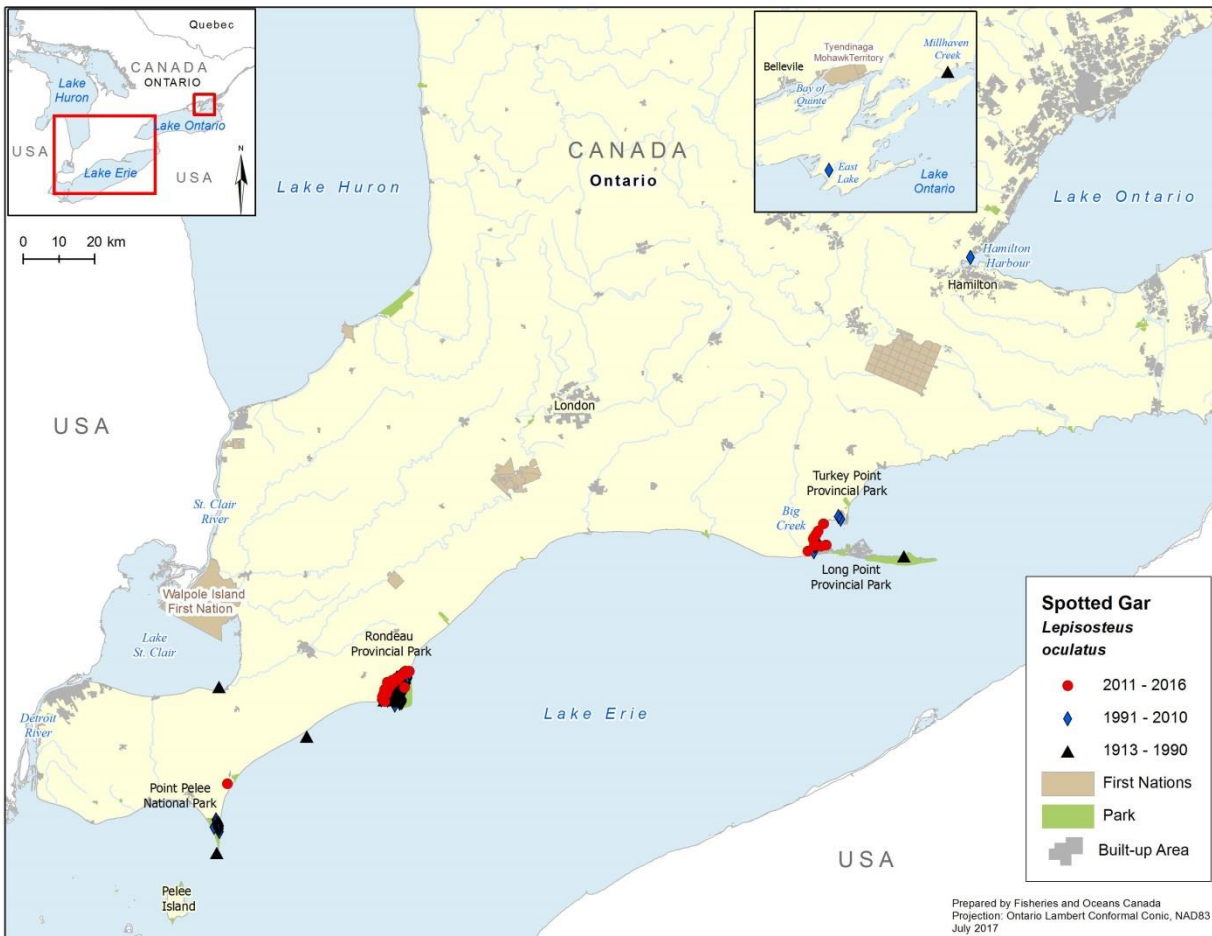 Quebec
CANADA
ONTARIO
Lake
Huron
Lake Ontario
USA
Lake Erie
USA
N
0 10 20 km
Tyendinaga
MohawkTerritory
Millhaven
Creek
Bellevile
Bay of
Quinte
East
Lake
Lake
Ontario
CANADA
Ontario
Lake Huron
Lake Ontario
Hamilton
Harbour
Hamilton
London
USA
St. Clair
River
Turkey Point
Provincial Park
Big
Creek
Long Point
Provincial Park
Walpole Island
First Nation
Lake
St. Clair
Rondeau
Provincial Park
Detroit
River
Lake Erie
Point Pelee
National Park
Pelee
Island
USA
Spotted Gar
Lepisosteus
oculatus
2011 - 2016
1991 - 2010
1913 - 1990
First Nations
Park
Built-up Area
Prepared by Fisheries and Oceans Canada
Projection: Ontario Lambert Conformal Conic, NAD83
July 2017